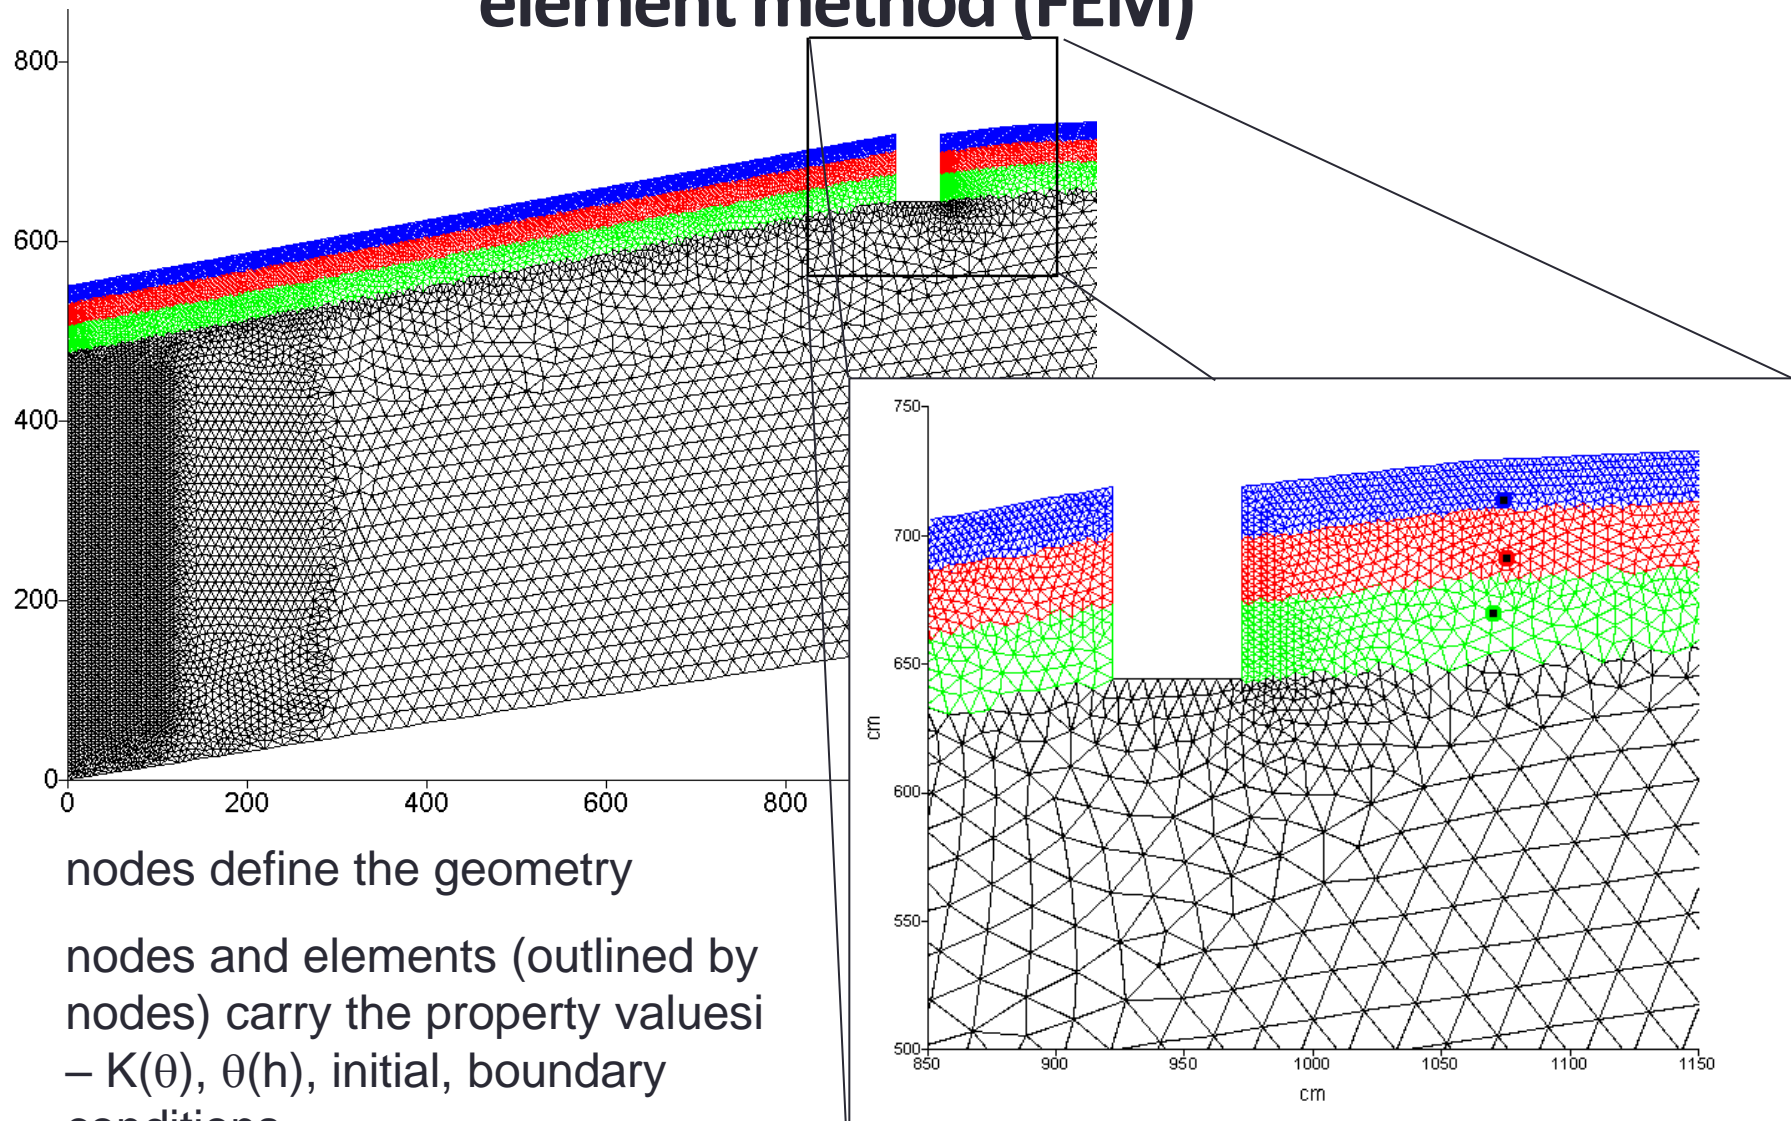 element method (FEM)
800
600
400
200
0
0 200 400 600 800
750
700
650
600
550
500
cm
850 900 950 1000 1050 1100 1150
cm
nodes define the geometry
nodes and elements (outlined by
nodes) carry the property valuesi
– K(θ), θ(h), initial, boundary
conditions